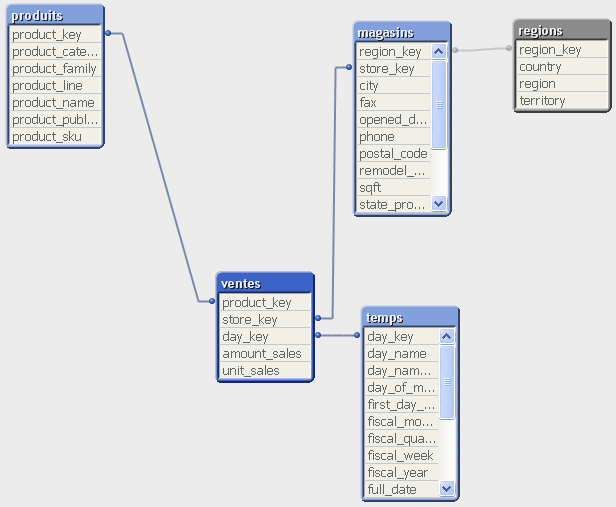 produits
product_key
product_cate...
product_family
product_line
product_name
product_publ...
product_sku
magasins
region_key
store_key
city
fax
opened_d...
phone
postal_code
remodel_...
sqft
state_pro...
regions
region_key
country
region
territory
ventes
product_key
store_key
day_key
amount_sales
unit_sales
temps
day_key
day_name
day_nam...
day_of_m...
first_day_...
fiscal_mo...
fiscal_qua...
fiscal_week
fiscal_year
full_date